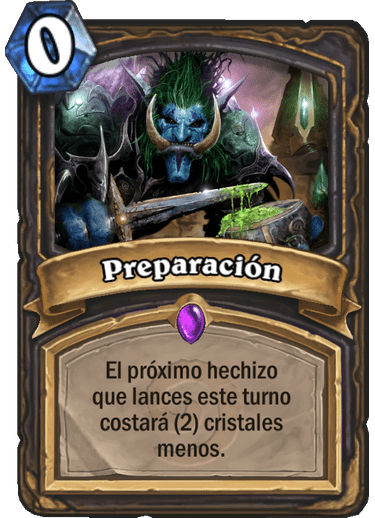 0
Preparación
El próximo hechizo
que lances este turno
costará (2) cristales
menos.